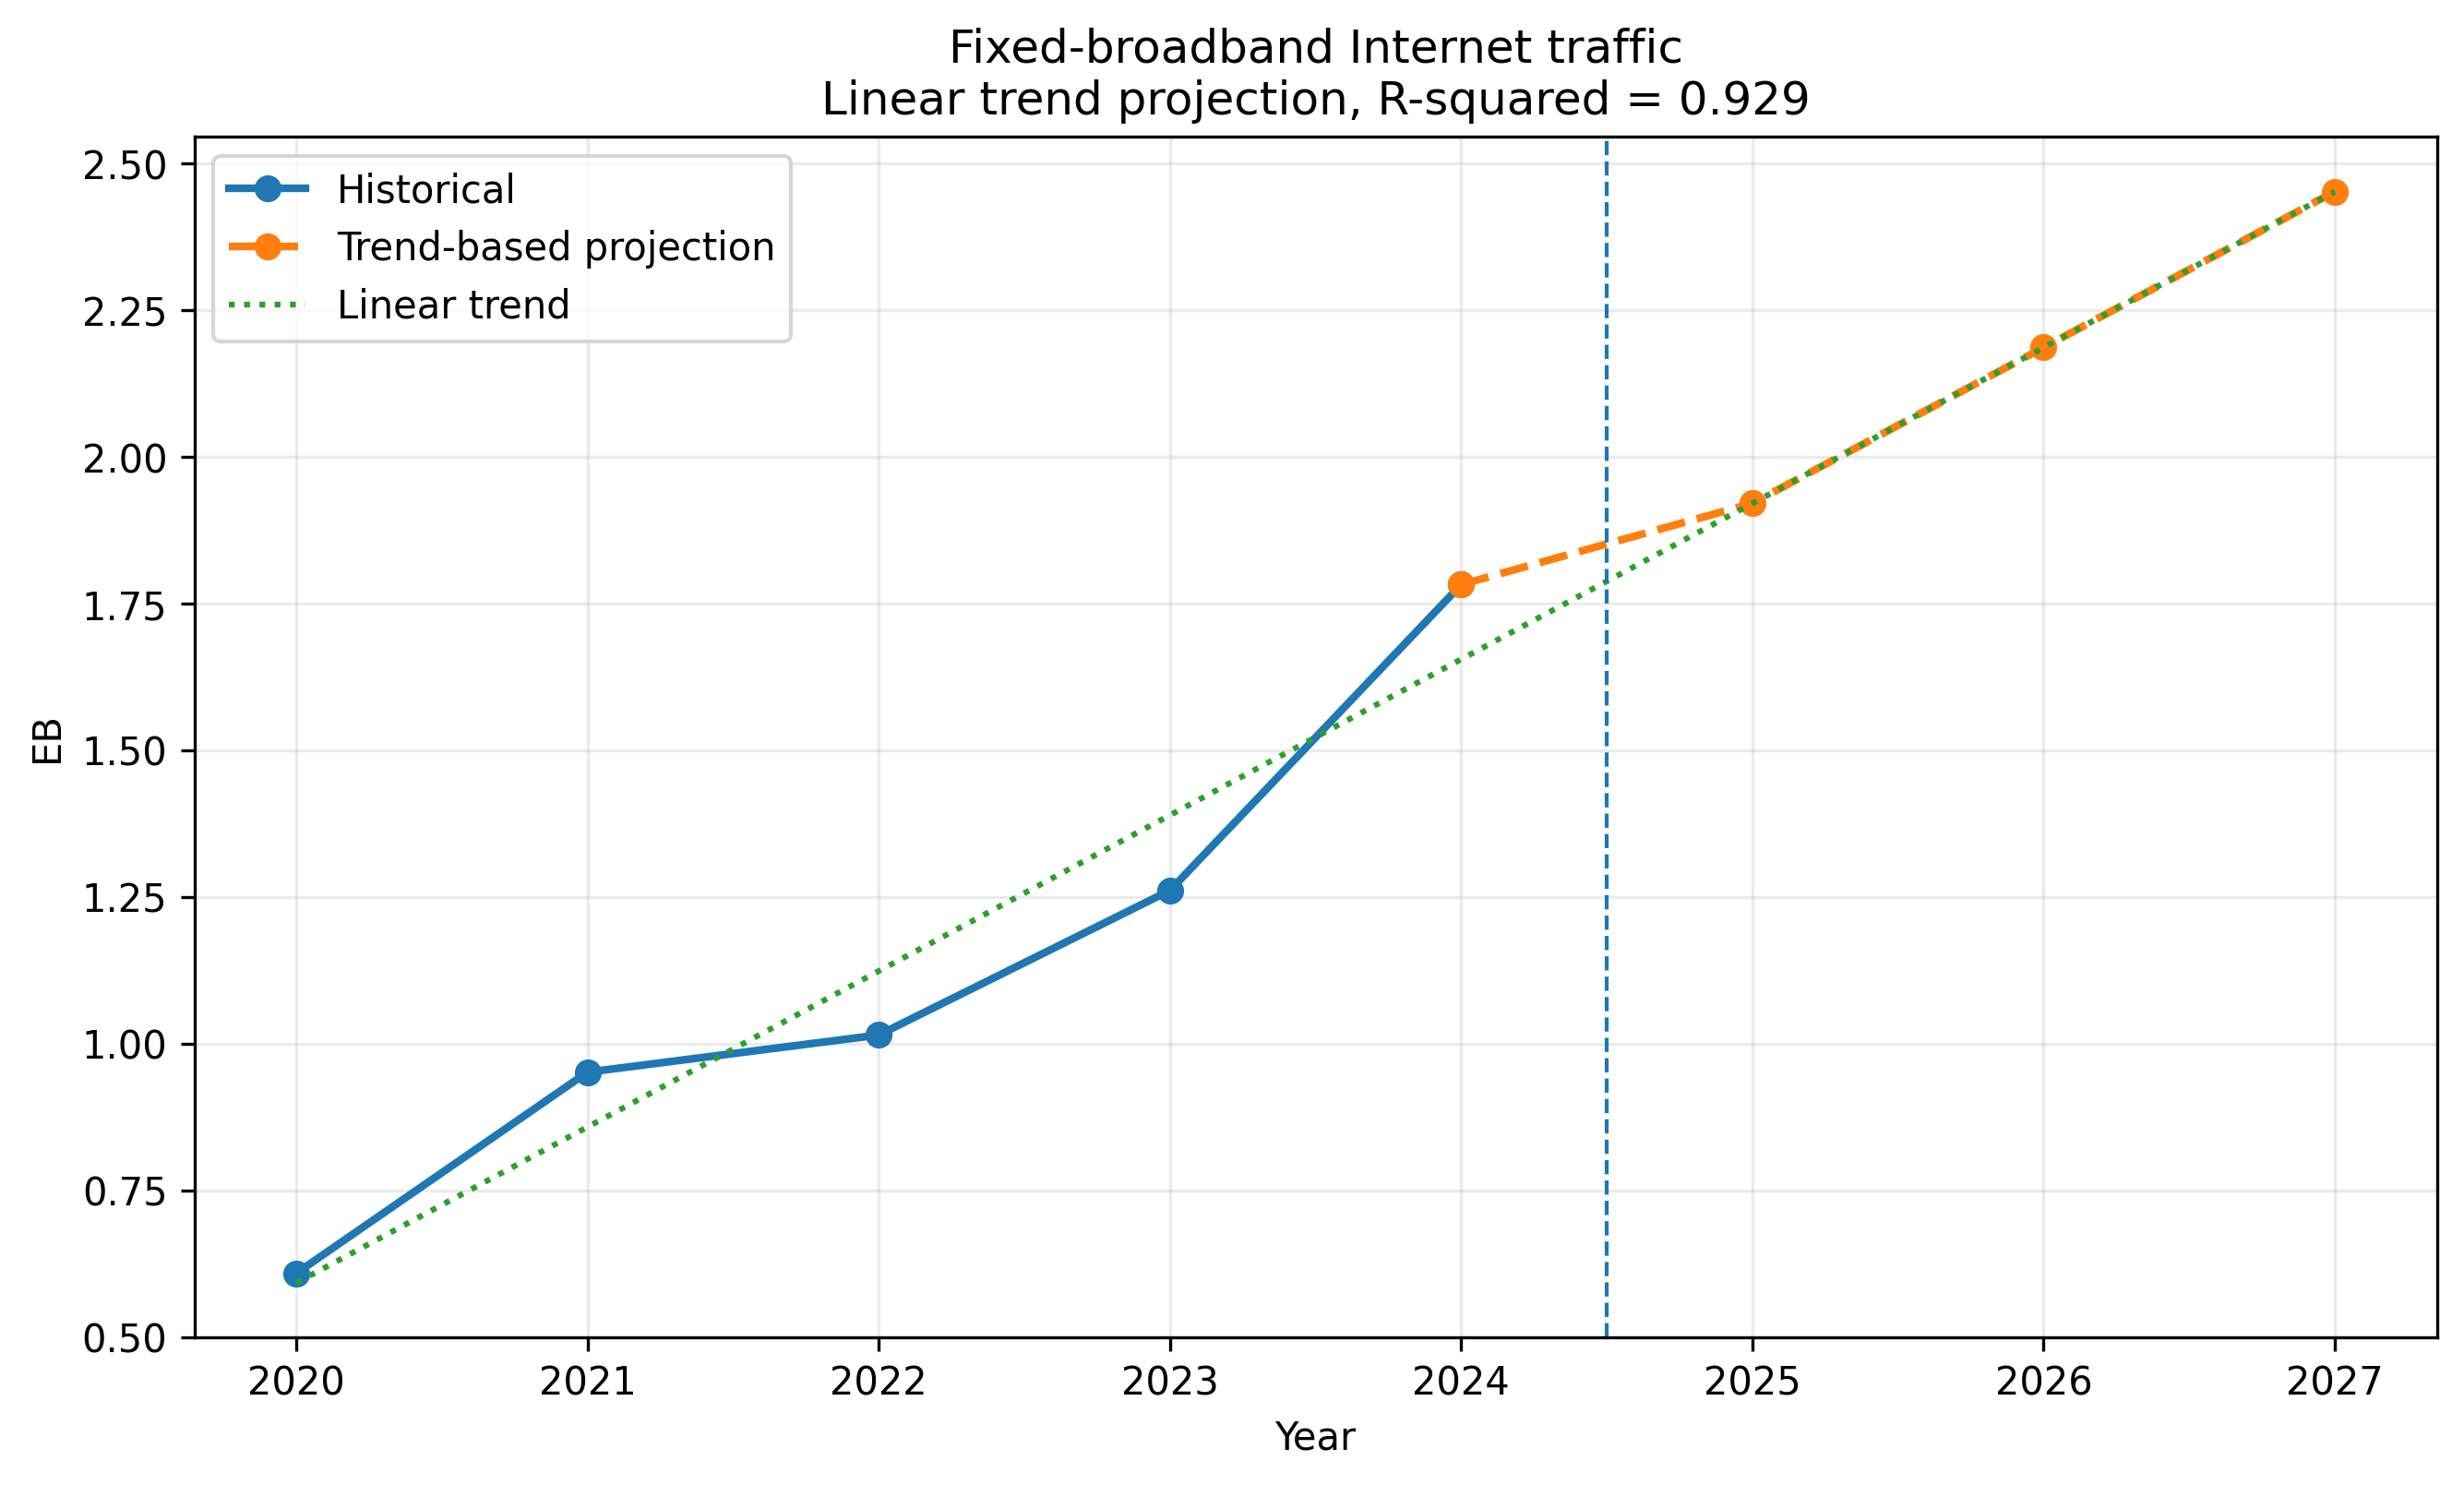 Fixed-broadband Internet traffic
Linear trend projection, R-squared = 0.929
Historical
Trend-based projection
Linear trend
2.50
2.25
2.00
1.75
1.50
1.25
1.00
0.75
0.50
EB
2020 2021 2022 2023 2024 2025 2026 2027
Year